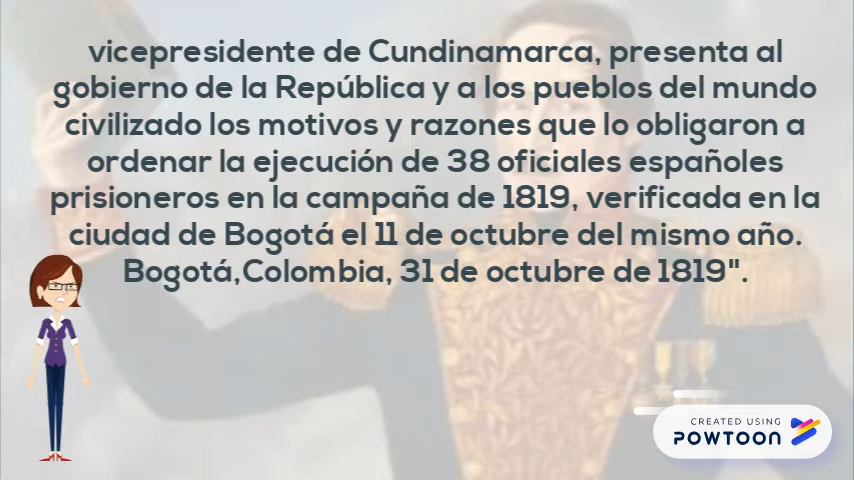 vicepresidente de Cundinamarca, presenta al
gobierno de la República y a los pueblos del mundo
civilizado los motivos y razones que lo obligaron a
ordenar la ejecución de 38 oficiales españoles
prisioneros en la campaña de 1819, verificada en la
ciudad de Bogotá el 11 de octubre del mismo año.
Bogotá,Colombia, 31 de octubre de 1819".
CREATED USING
POWTOON